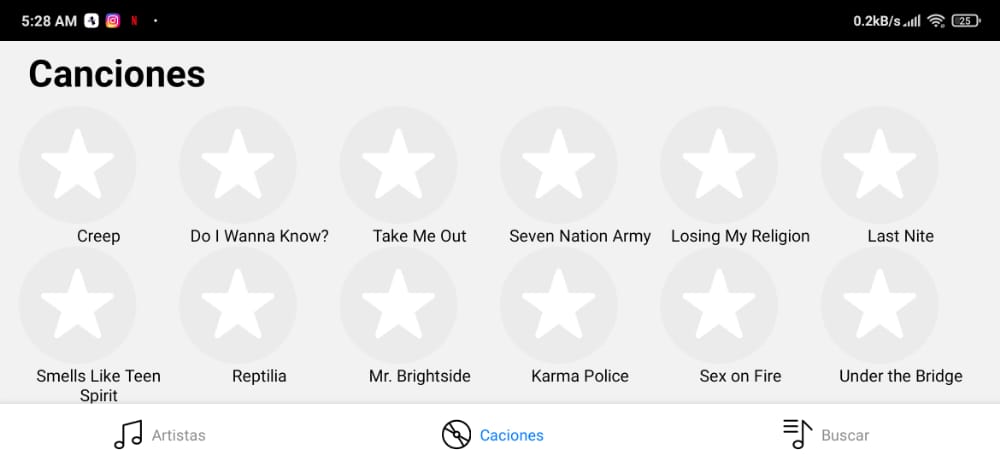 5:28 AM N 0.2kB/s 25
Canciones
Creep Do I Wanna Know? Take Me Out Seven Nation Army Losing My Religion Last Nite
Smells Like Teen Reptilia Mr. Brightside Karma Police Sex on Fire Under the Bridge
Spirit
Artistas Caciones Buscar